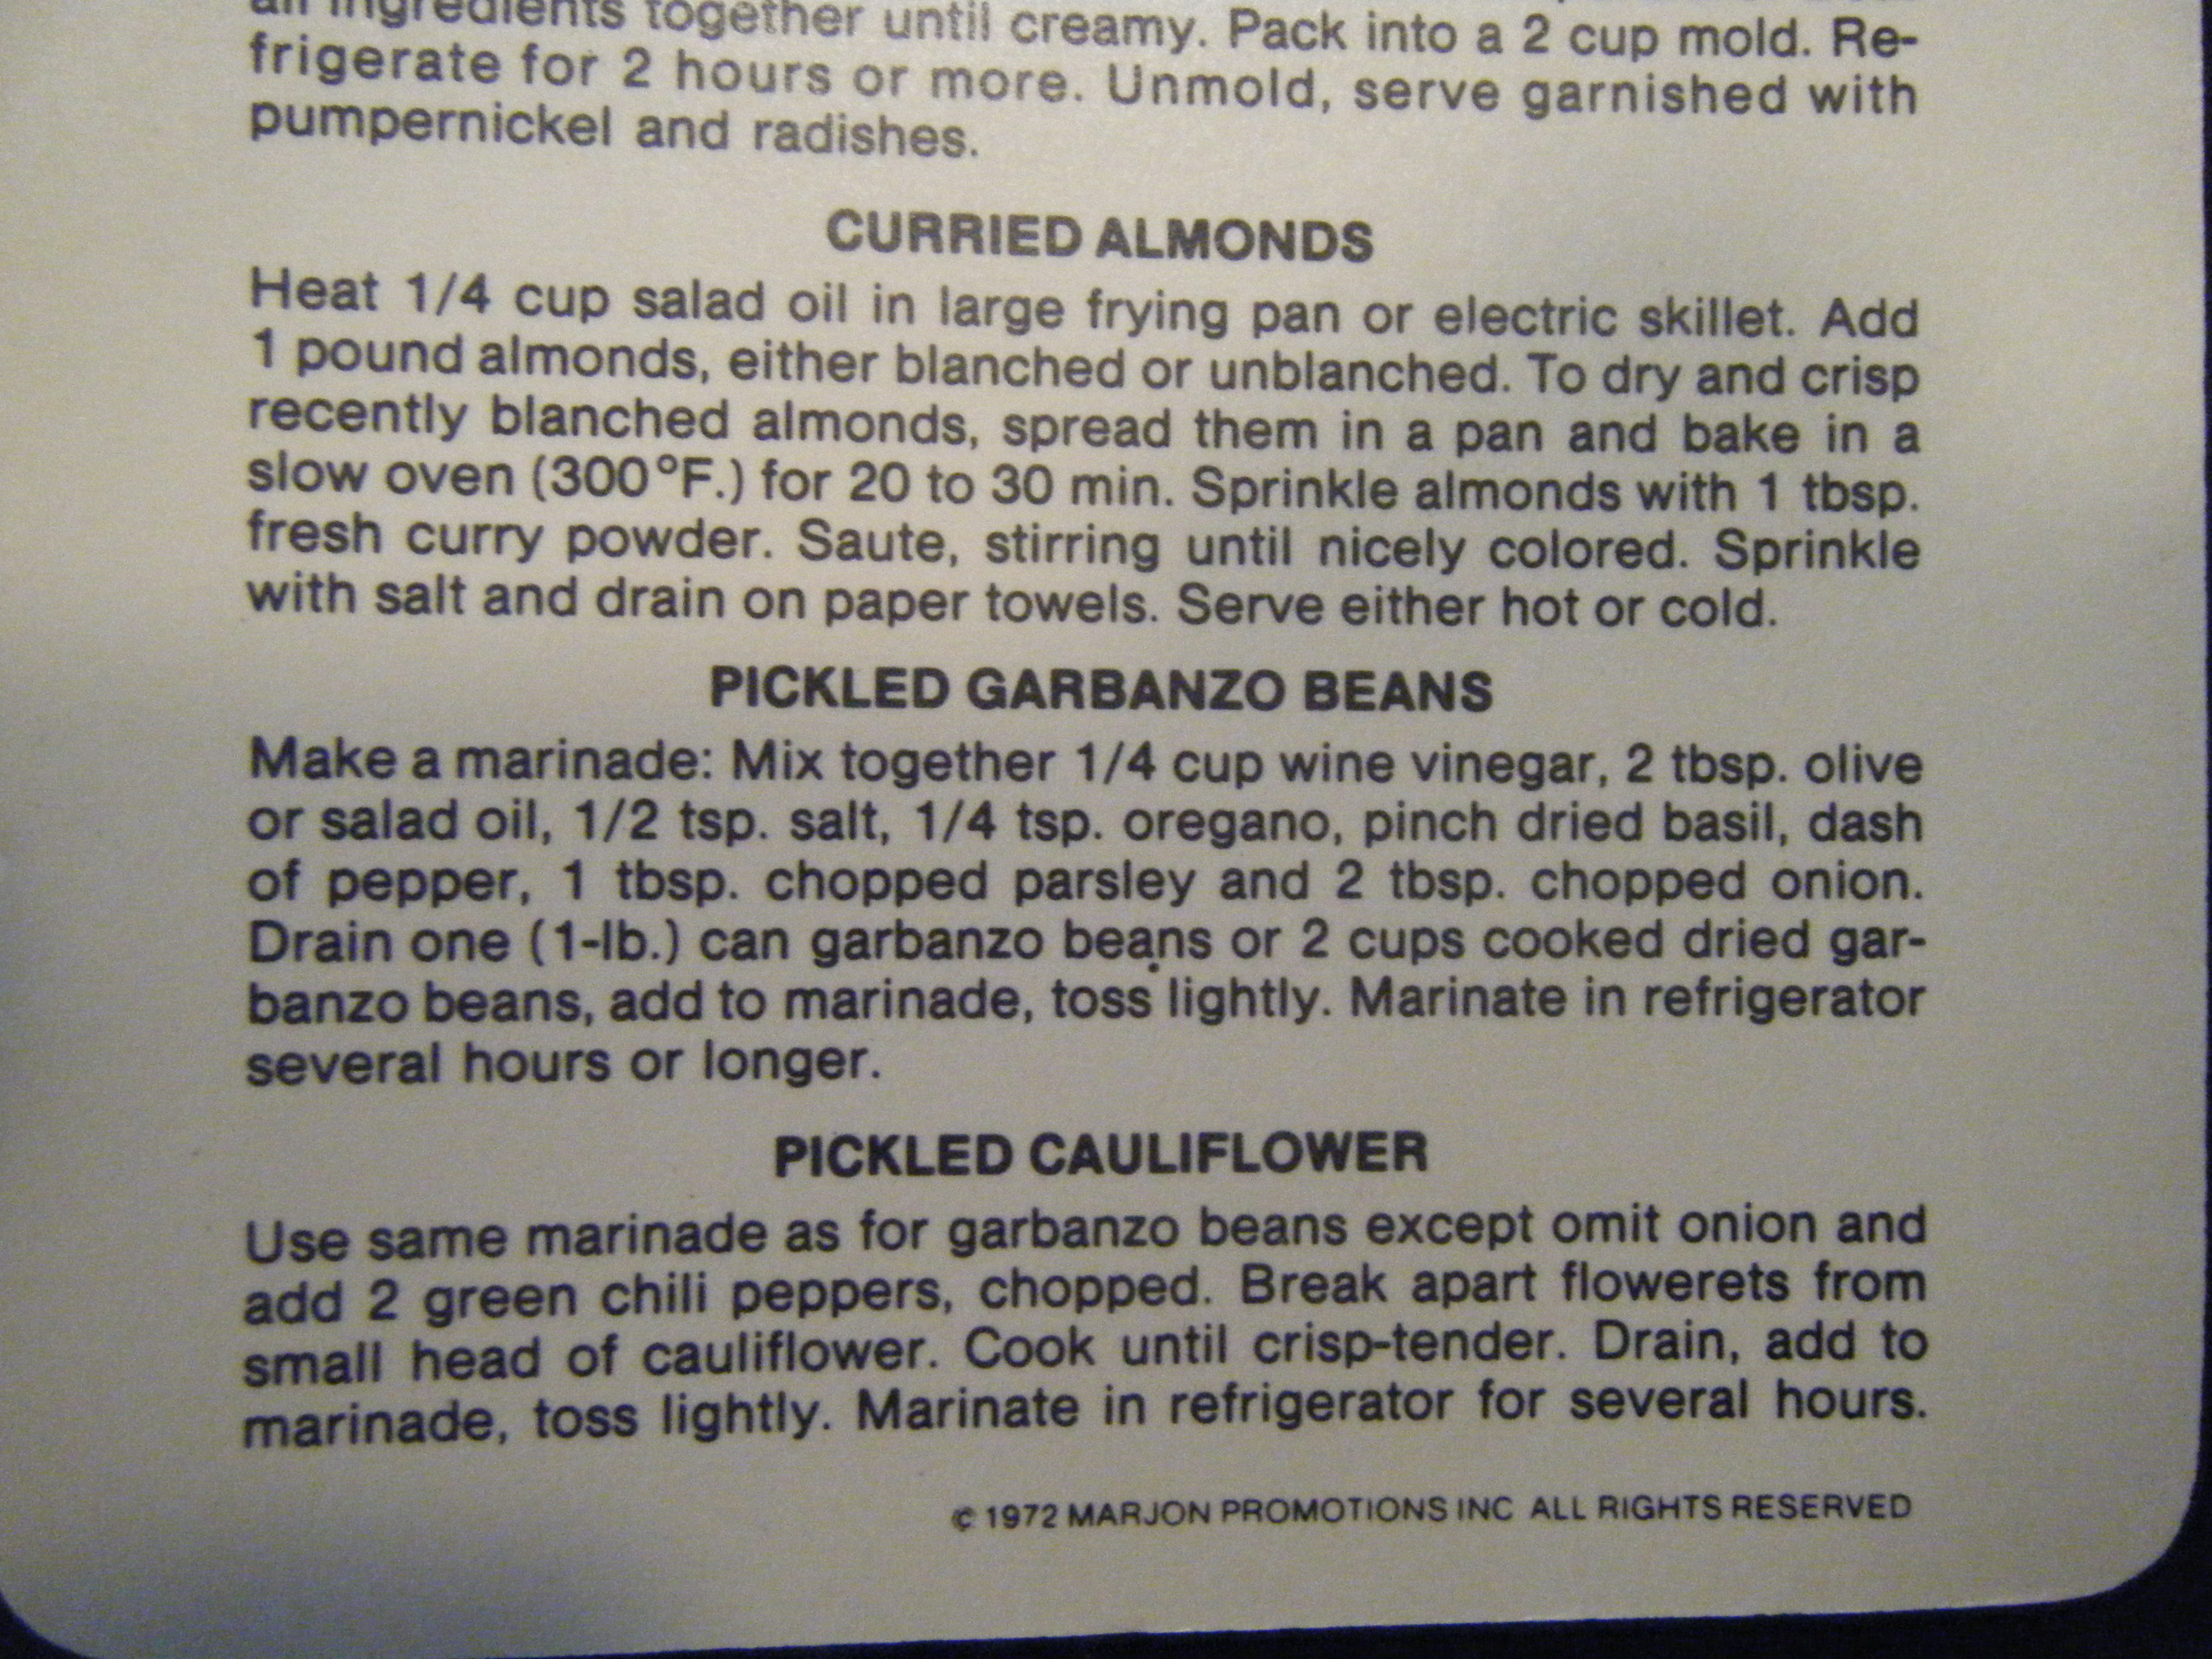 all ingredients together until creamy. Pack into a 2 cup mold. Re-
frigerate for 2 hours or more. Unmold, serve garnished with
pumpernickel and radishes.
CURRIED ALMONDS
Heat 1/4 cup salad oil in large frying pan or electric skillet. Add
1 pound almonds, either blanched or unblanched. To dry and crisp
recently blanched almonds, spread them in a pan and bake in a
slow oven (300°F.) for 20 to 30 min. Sprinkle almonds with 1 tbsp.
fresh curry powder. Saute, stirring until nicely colored. Sprinkle
with salt and drain on paper towels. Serve either hot or cold.
PICKLED GARBANZO BEANS
Make a marinade: Mix together 1/4 cup wine vinegar, 2 tbsp. olive
or salad oil, 1/2 tsp. salt, 1/4 tsp. oregano, pinch dried basil, dash
of pepper, 1 tbsp. chopped parsley and 2 tbsp. chopped onion.
Drain one (1-lb.) can garbanzo beans or 2 cups cooked dried gar-
banzo beans, add to marinade, toss lightly. Marinate in refrigerator
several hours or longer.
PICKLED CAULIFLOWER
Use same marinade as for garbanzo beans except omit onion and
add 2 green chili peppers, chopped. Break apart flowerets from
small head of cauliflower. Cook until crisp-tender. Drain, add to
marinade, toss lightly. Marinate in refrigerator for several hours.
© 1972 MARJON PROMOTIONS INC ALL RIGHTS RESERVED